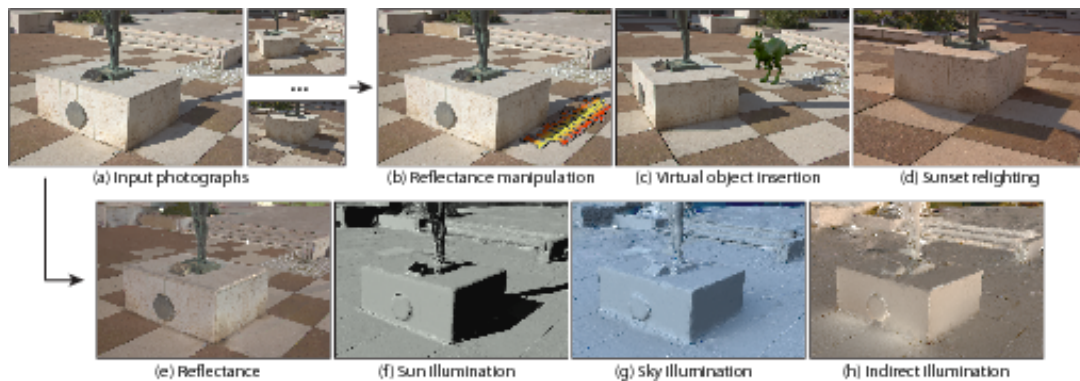 ...
(a) Input photographs
(b) Reflectance manipulation
(c) Virtual object insertion
(d) Sunset relighting
(e) Reflectance
(f) Sun Illumination
(g) Sky Illumination
(h) Indirect Illumination